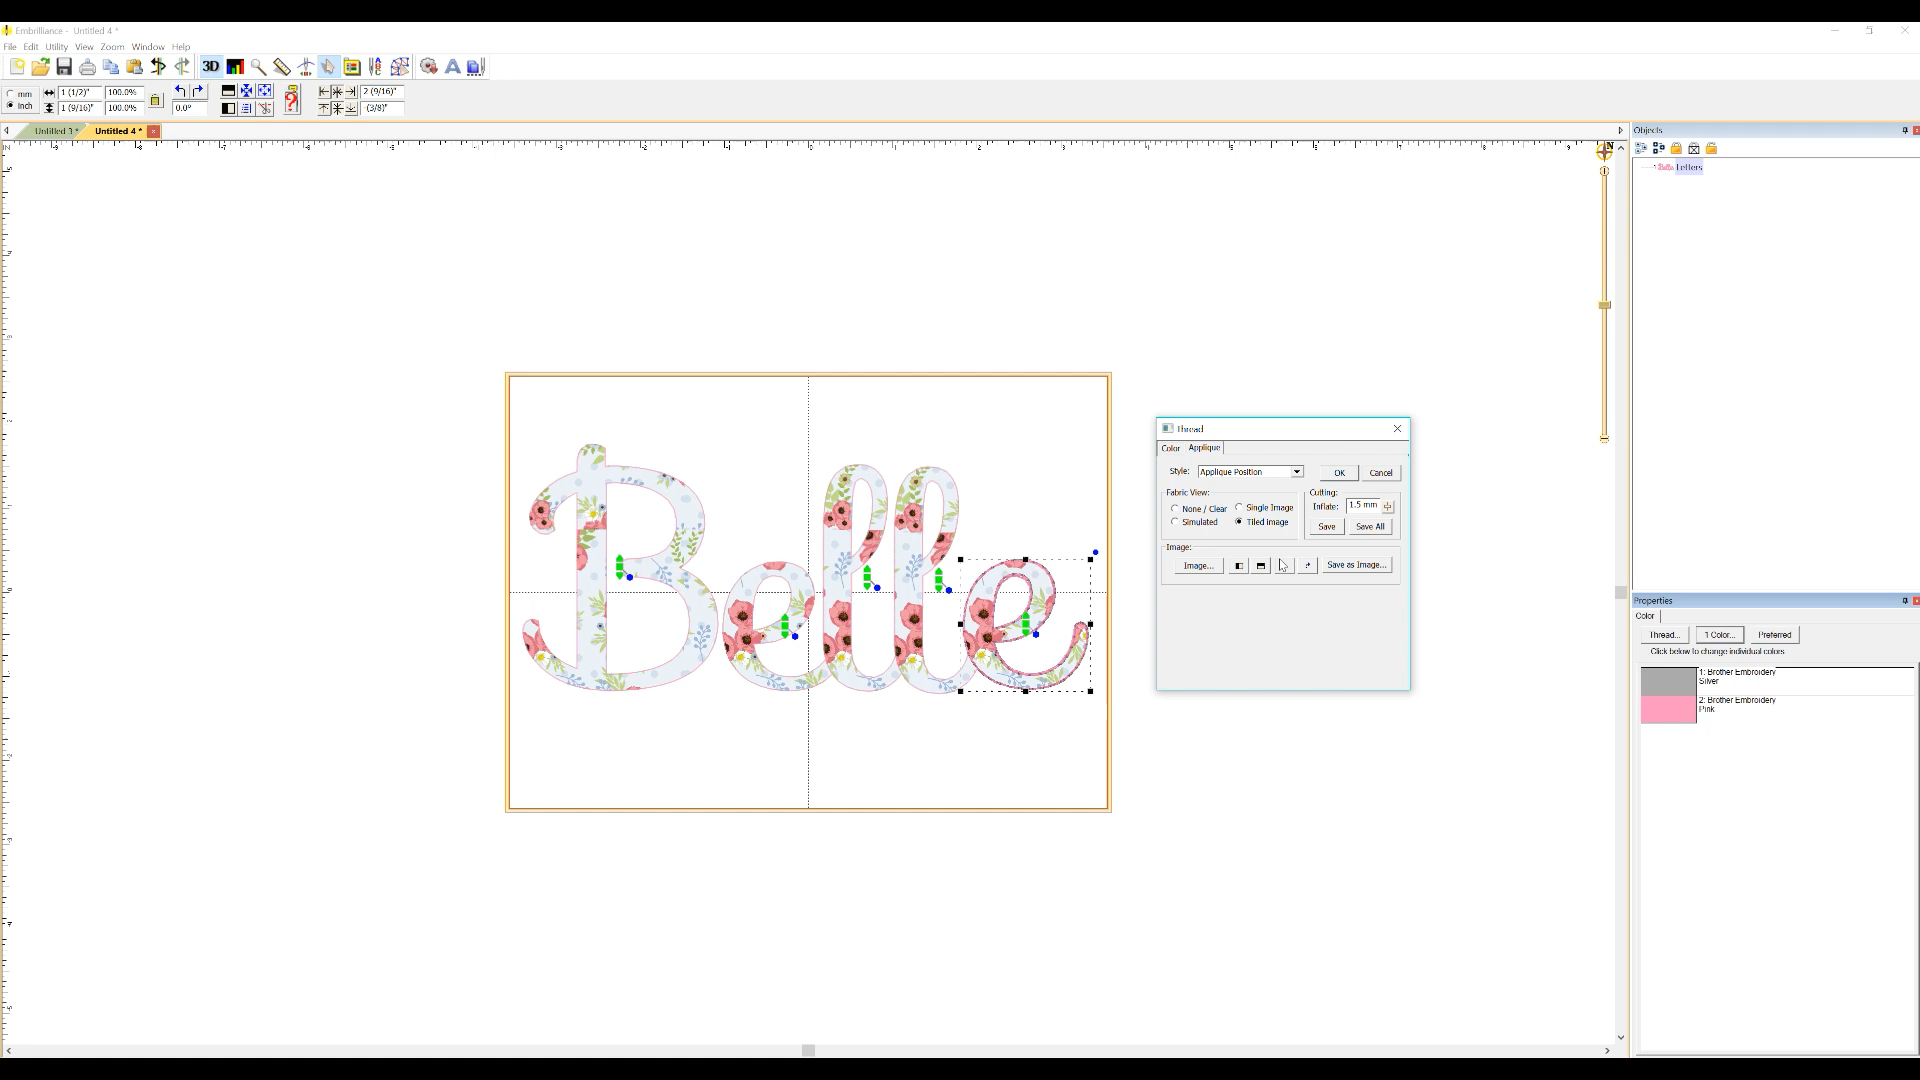 Embrilliance - Untitled 4 *
File Edit Utility View Zoom Window Help
3D
mm 1 (1/2)" 100.0% 2 (9/16)"
inch 1 (9/16)" 100.0% 0.0° -(3/8)"
Untitled 3 * Untitled 4 *
Objects
1 Letters
N
IN
Belle
Thread
Color Applique
Style: Applique Position OK Cancel
Fabric View: Cutting:
None / Clear Single Image Inflate: 1.5 mm
Simulated Tiled image Save Save All
Image:
Image... Save as Image...
Properties
Color
Thread... 1 Color... Preferred
Click below to change individual colors
1: Brother Embroidery
Silver
2: Brother Embroidery
Pink